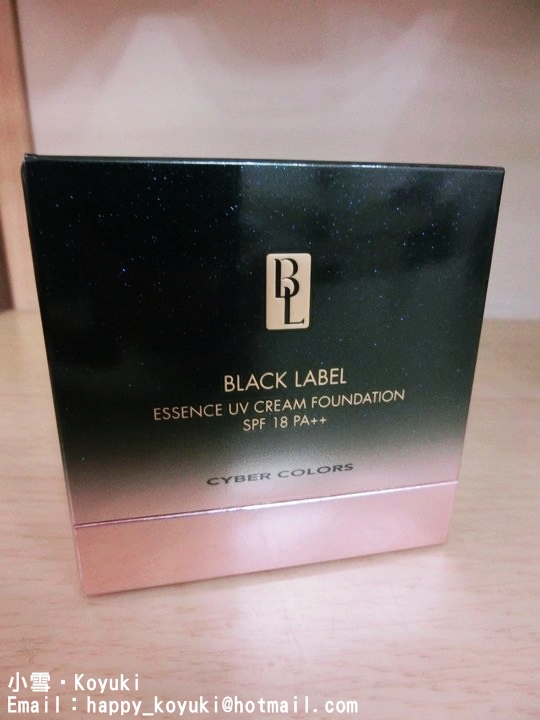 BL
BLACK LABEL
ESSENCE UV CREAM FOUNDATION
SPF 18 PA++
CYBER COLORS
小雪・Koyuki
Email：happy_koyuki@hotmail.com